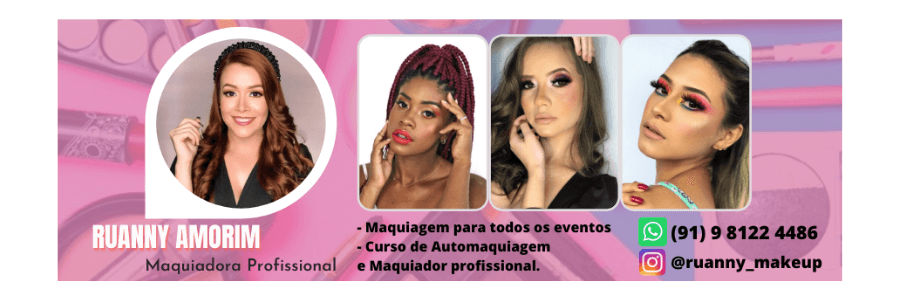 RUANNY AMORIM
Maquiadora Profissional
- Maquiagem para todos os eventos
- Curso de Automaquiagem
e Maquiador profissional.
(91) 9 8122 4486
@ruanny_makeup